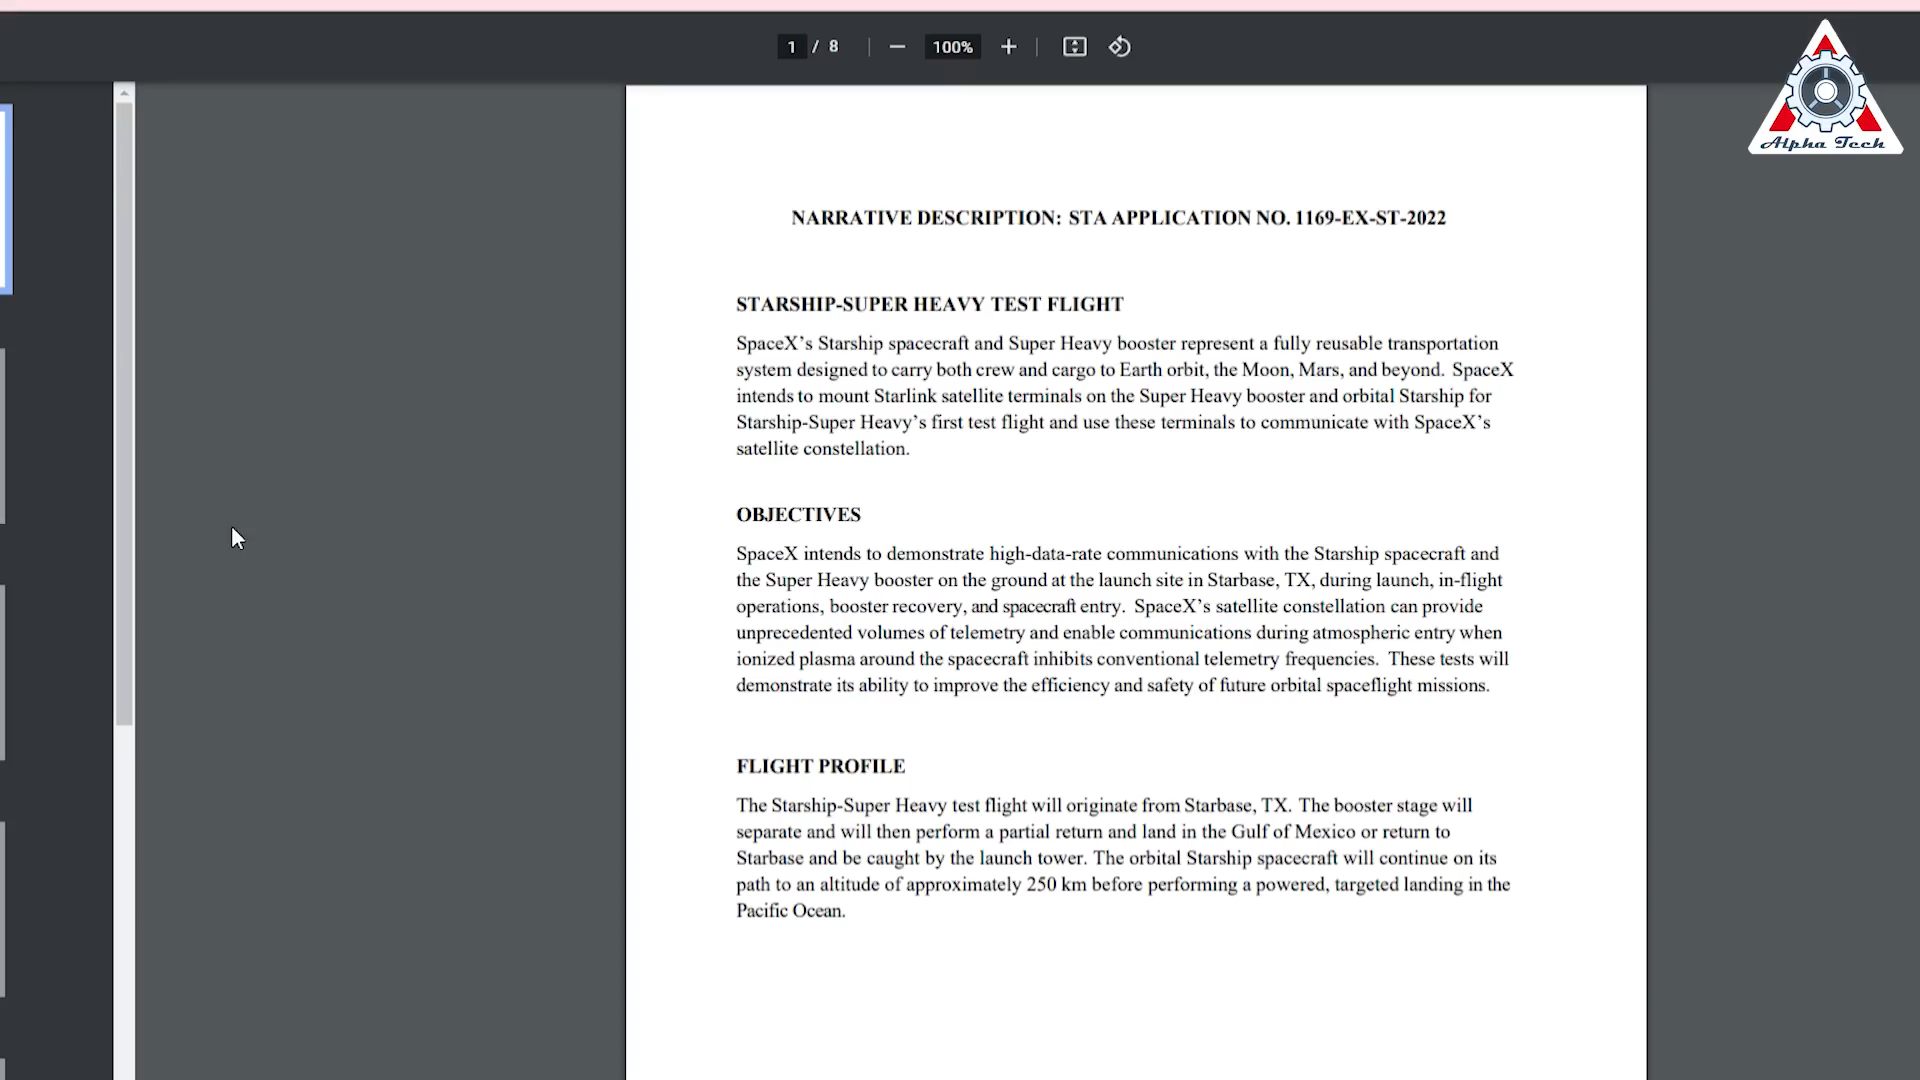 1 / 8
100%
Alpha Tech
NARRATIVE DESCRIPTION: STA APPLICATION NO. 1169-EX-ST-2022
STARSHIP-SUPER HEAVY TEST FLIGHT
SpaceX’s Starship spacecraft and Super Heavy booster represent a fully reusable transportation
system designed to carry both crew and cargo to Earth orbit, the Moon, Mars, and beyond. SpaceX
intends to mount Starlink satellite terminals on the Super Heavy booster and orbital Starship for
Starship-Super Heavy’s first test flight and use these terminals to communicate with SpaceX’s
satellite constellation.
OBJECTIVES
SpaceX intends to demonstrate high-data-rate communications with the Starship spacecraft and
the Super Heavy booster on the ground at the launch site in Starbase, TX, during launch, in-flight
operations, booster recovery, and spacecraft entry. SpaceX’s satellite constellation can provide
unprecedented volumes of telemetry and enable communications during atmospheric entry when
ionized plasma around the spacecraft inhibits conventional telemetry frequencies. These tests will
demonstrate its ability to improve the efficiency and safety of future orbital spaceflight missions.
FLIGHT PROFILE
The Starship-Super Heavy test flight will originate from Starbase, TX. The booster stage will
separate and will then perform a partial return and land in the Gulf of Mexico or return to
Starbase and be caught by the launch tower. The orbital Starship spacecraft will continue on its
path to an altitude of approximately 250 km before performing a powered, targeted landing in the
Pacific Ocean.